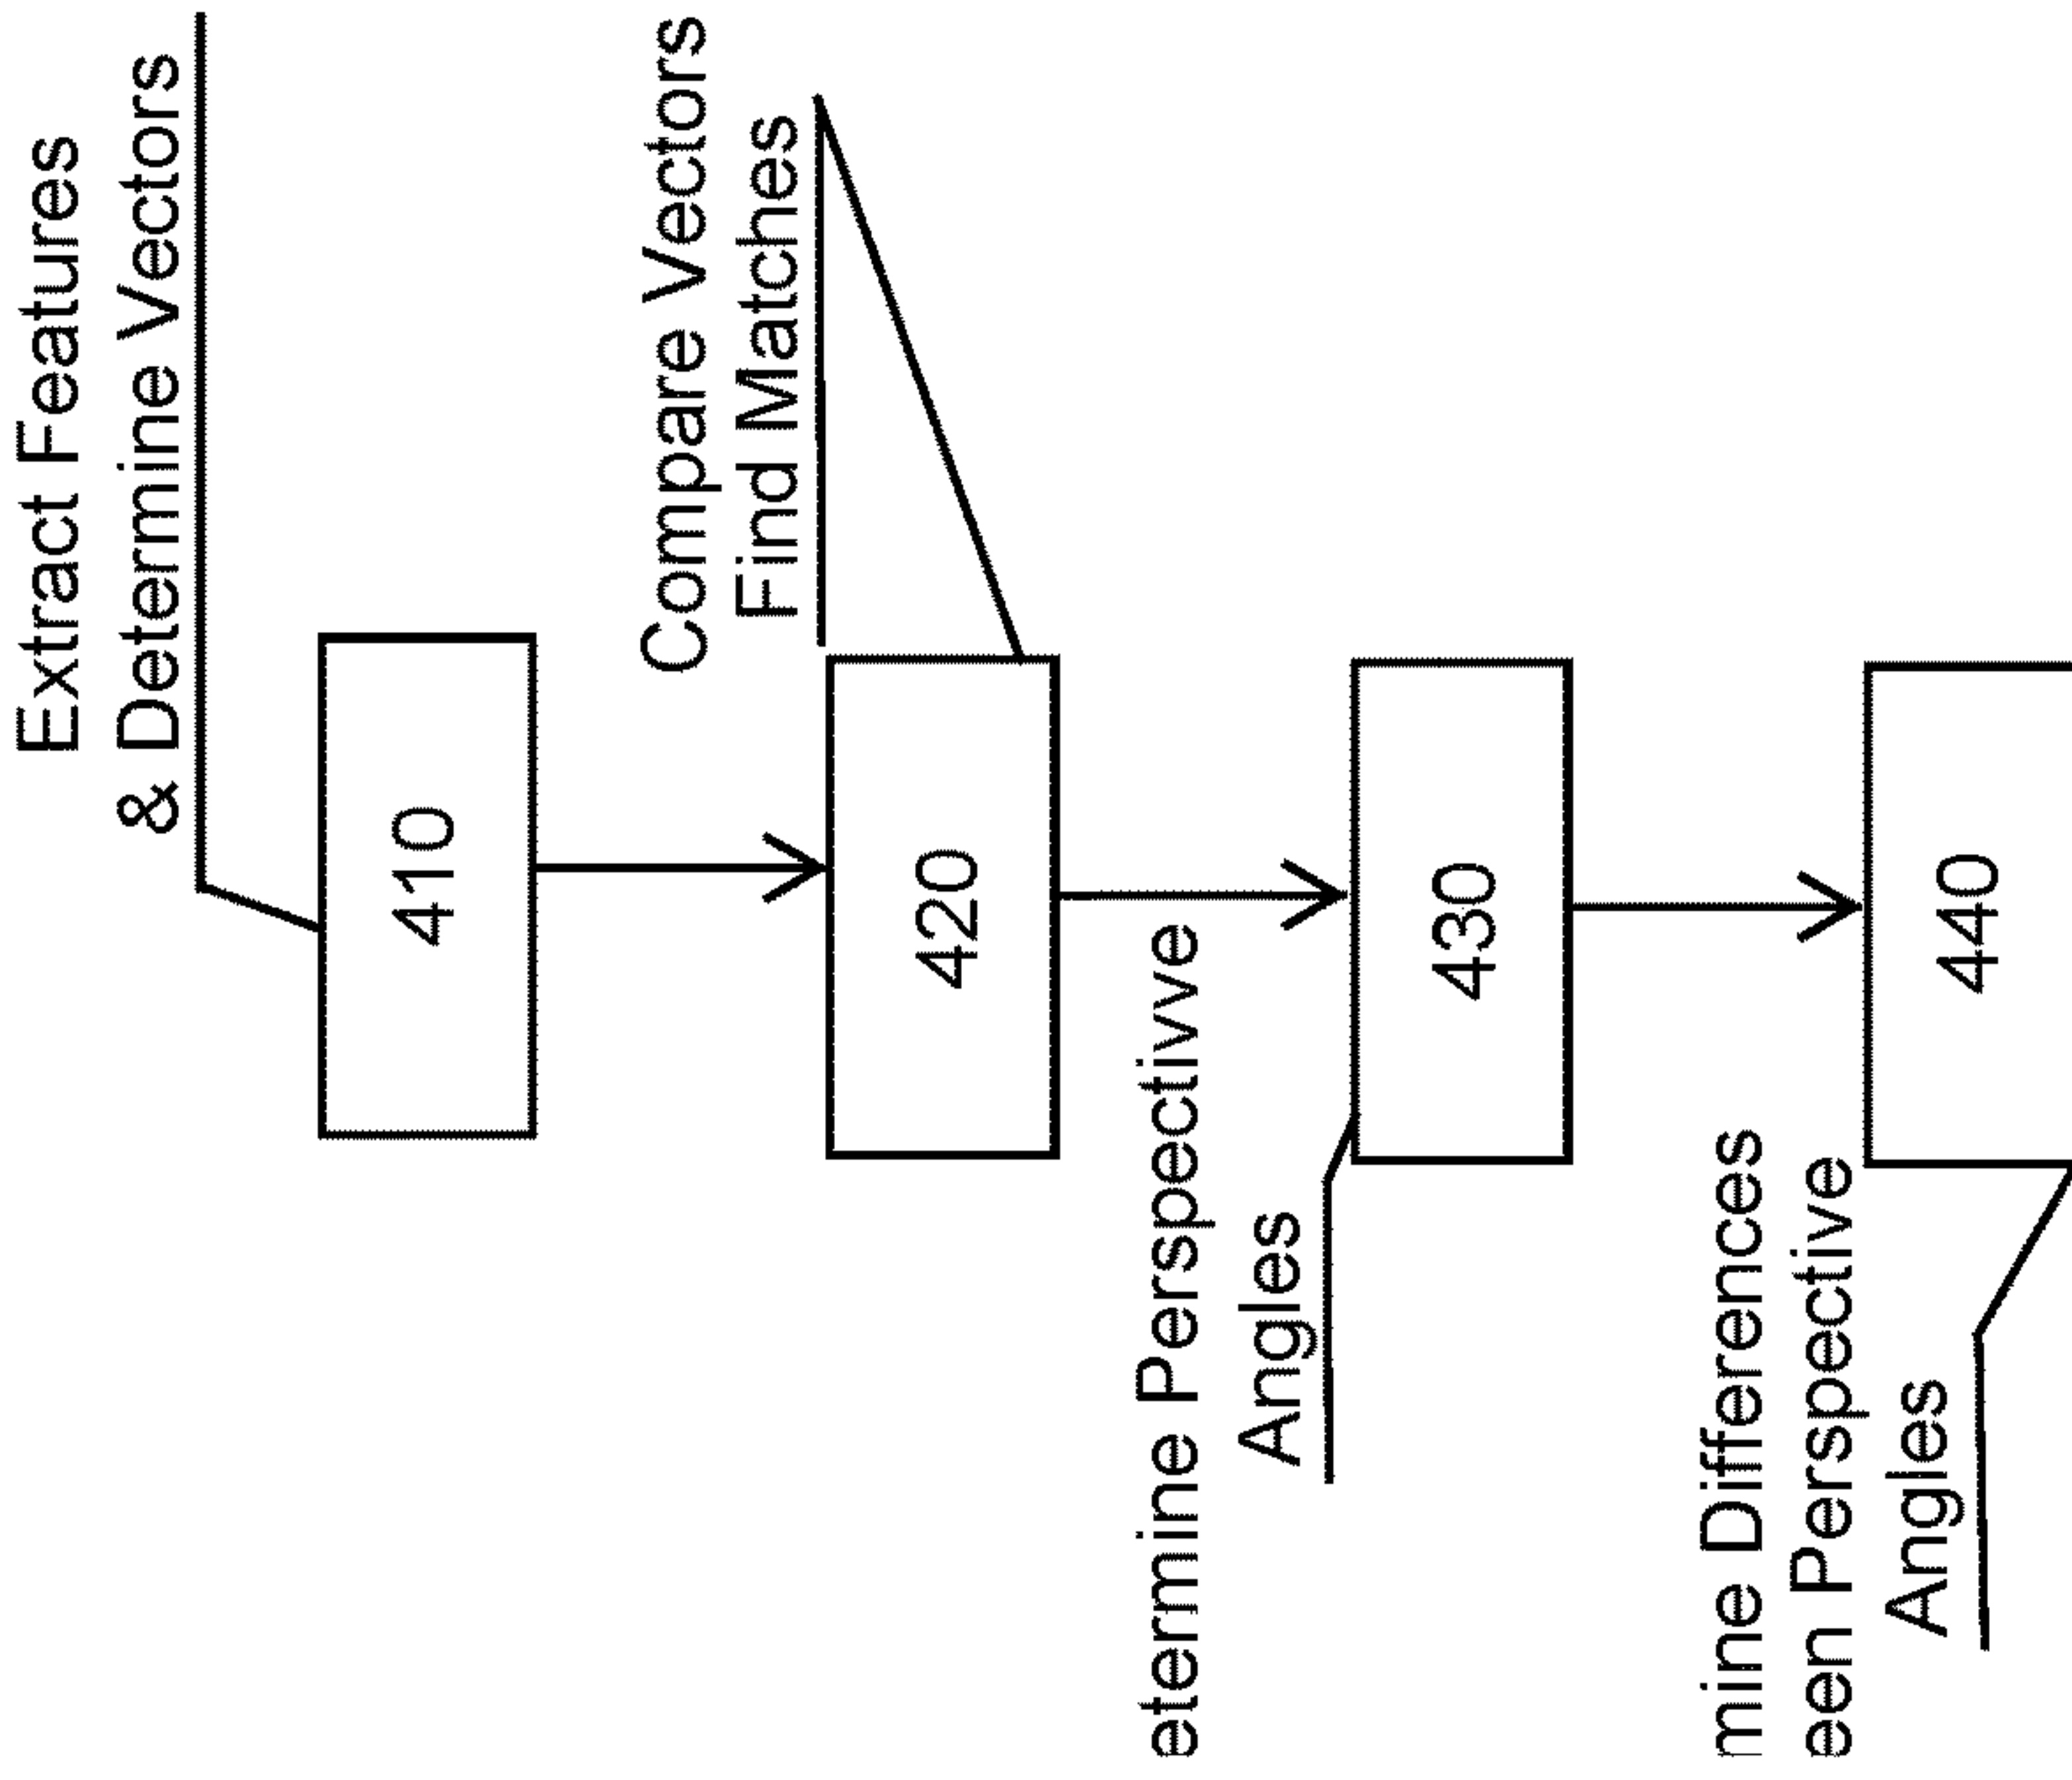 Extract Features
& Determine Vectors
410
Compare Vectors
Find Matches
420
etermine Perspectivve
Angles
430
mine Differences
een Perspective
Angles
440